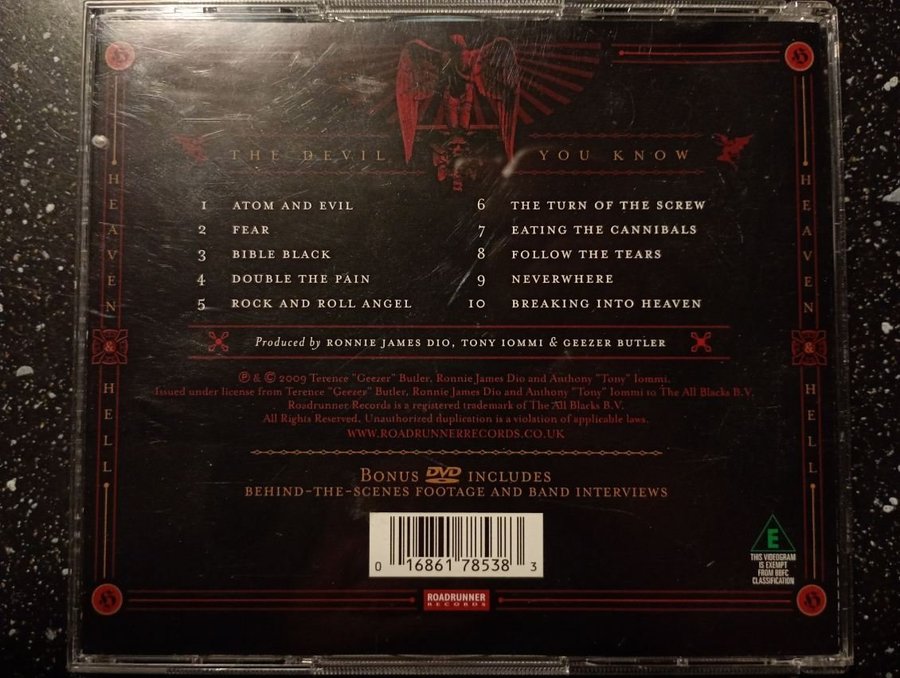 THE DEVIL YOU KNOW
1 ATOM AND EVIL
2 FEAR
3 BIBLE BLACK
4 DOUBLE THE PAIN
5 ROCK AND ROLL ANGEL
6 THE TURN OF THE SCREW
7 EATING THE CANNIBALS
8 FOLLOW THE TEARS
9 NEVERWHERE
10 BREAKING INTO HEAVEN
Produced by RONNIE JAMES DIO, TONY IOMMI & GEEZER BUTLER
℗ & © 2009 Terence "Geezer" Butler, Ronnie James Dio and Anthony "Tony" Iommi.
Issued under license from Terence "Geezer" Butler, Ronnie James Dio and Anthony "Tony" Iommi to The All Blacks B.V.
Roadrunner Records is a registered trademark of The All Blacks B.V.
All Rights Reserved. Unauthorized duplication is a violation of applicable laws.
WWW.ROADRUNNERRECORDS.CO.UK
BONUS DVD INCLUDES
BEHIND-THE-SCENES FOOTAGE AND BAND INTERVIEWS
0 16861 78538 3
ROADRUNNER
RECORDS
E
THIS VIDEOGRAM
IS EXEMPT
FROM BBFC
CLASSIFICATION
HEAVEN & HELL
HEAVEN & HELL